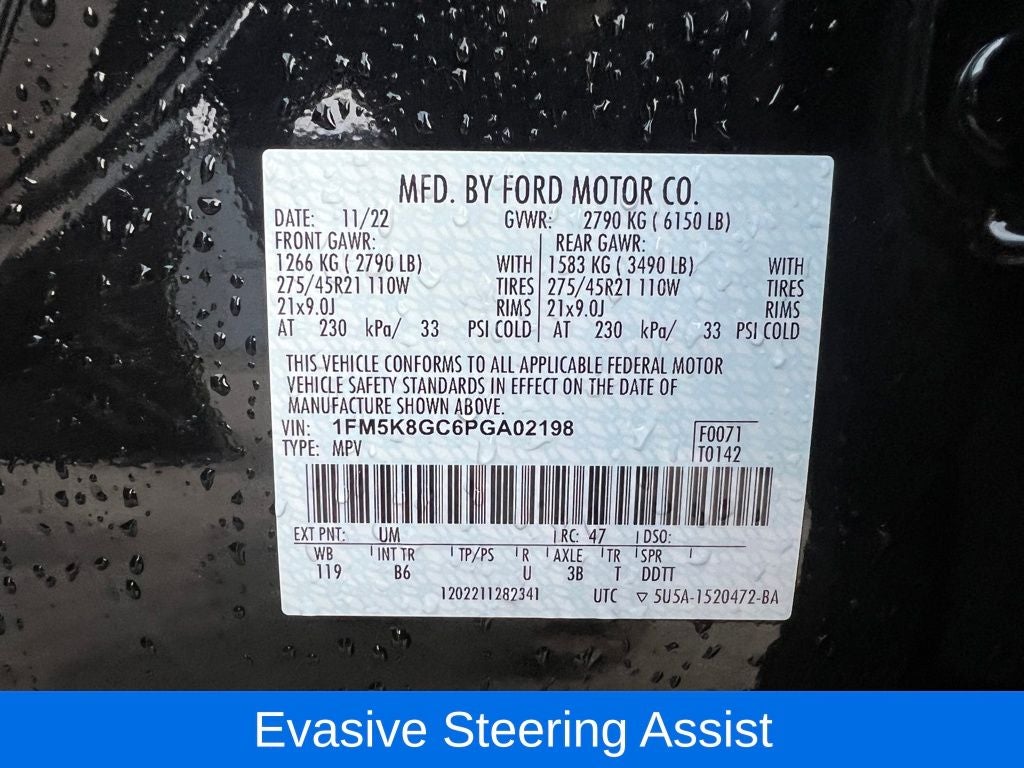 MFD. BY FORD MOTOR CO.
DATE: 11/22 GVWR: 2790 KG ( 6150 LB)
FRONT GAWR: REAR GAWR:
1266 KG ( 2790 LB) WITH 1583 KG ( 3490 LB) WITH
275/45R21 110W TIRES 275/45R21 110W TIRES
21x9.0J RIMS 21x9.0J RIMS
AT 230 kPa/ 33 PSI COLD AT 230 kPa/ 33 PSI COLD
THIS VEHICLE CONFORMS TO ALL APPLICABLE FEDERAL MOTOR
VEHICLE SAFETY STANDARDS IN EFFECT ON THE DATE OF
MANUFACTURE SHOWN ABOVE.
VIN: 1FM5K8GC6PGA02198 F0071
TYPE: MPV T0142
EXT PNT: UM RC: 47 DSO:
WB INT TR TP/PS R AXLE TR SPR
119 B6 U 3B T DDTT
1202211282341 UTC ▽ 5U5A-1520472-BA
Evasive Steering Assist